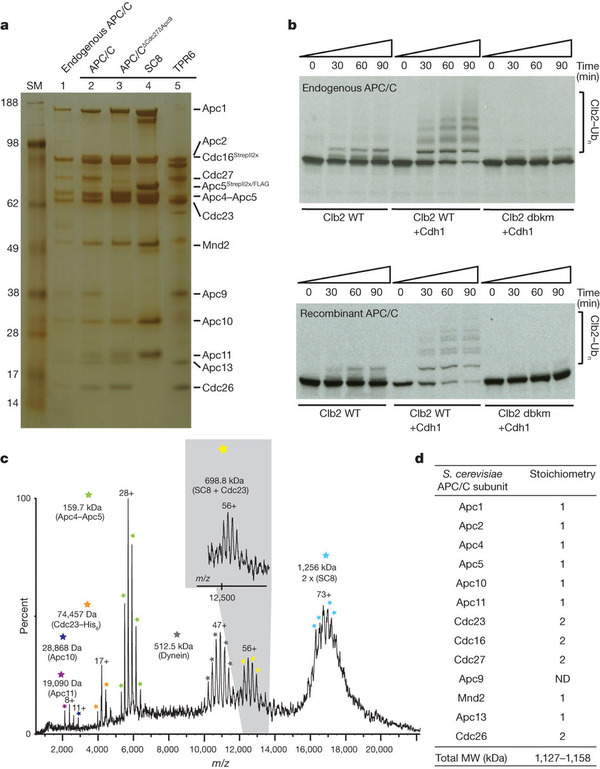 a
Endogenous APC/C
APC/C
APC/CΔCdc27ΔApc9
SC8
TPR6
SM 1 2 3 4 5
188
98
62
49
38
28
17
14
Apc1
Apc2
Cdc16StrepII2x
Cdc27
Apc5StrepII2x/FLAG
Apc4–Apc5
Cdc23
Mnd2
Apc9
Apc10
Apc11
Apc13
Cdc26
b
0 30 60 90 0 30 60 90 0 30 60 90 Time (min)
Endogenous APC/C
Clb2–Ubn
Clb2 WT
Clb2 WT +Cdh1
Clb2 dbkm +Cdh1
0 30 60 90 0 30 60 90 0 30 60 90 Time (min)
Recombinant APC/C
Clb2–Ubn
Clb2 WT
Clb2 WT +Cdh1
Clb2 dbkm +Cdh1
c
100
Percent
0
159.7 kDa
(Apc4–Apc5)
28+
74,457 Da
(Cdc23–His6)
17+
28,868 Da
(Apc10)
19,090 Da
(Apc11)
8+
11+
512.5 kDa
(Dynein)
47+
698.8 kDa
(SC8 + Cdc23)
56+
m/z
12,500
56+
1,256 kDa
2 x (SC8)
73+
2,000 4,000 6,000 8,000 10,000 12,000 14,000 16,000 18,000 20,000 22,000
m/z
d
S. cerevisiae APC/C subunit Stoichiometry
Apc1 1
Apc2 1
Apc4 1
Apc5 1
Apc10 1
Apc11 1
Cdc23 2
Cdc16 2
Cdc27 2
Apc9 ND
Mnd2 1
Apc13 1
Cdc26 2
Total MW (kDa) 1,127–1,158